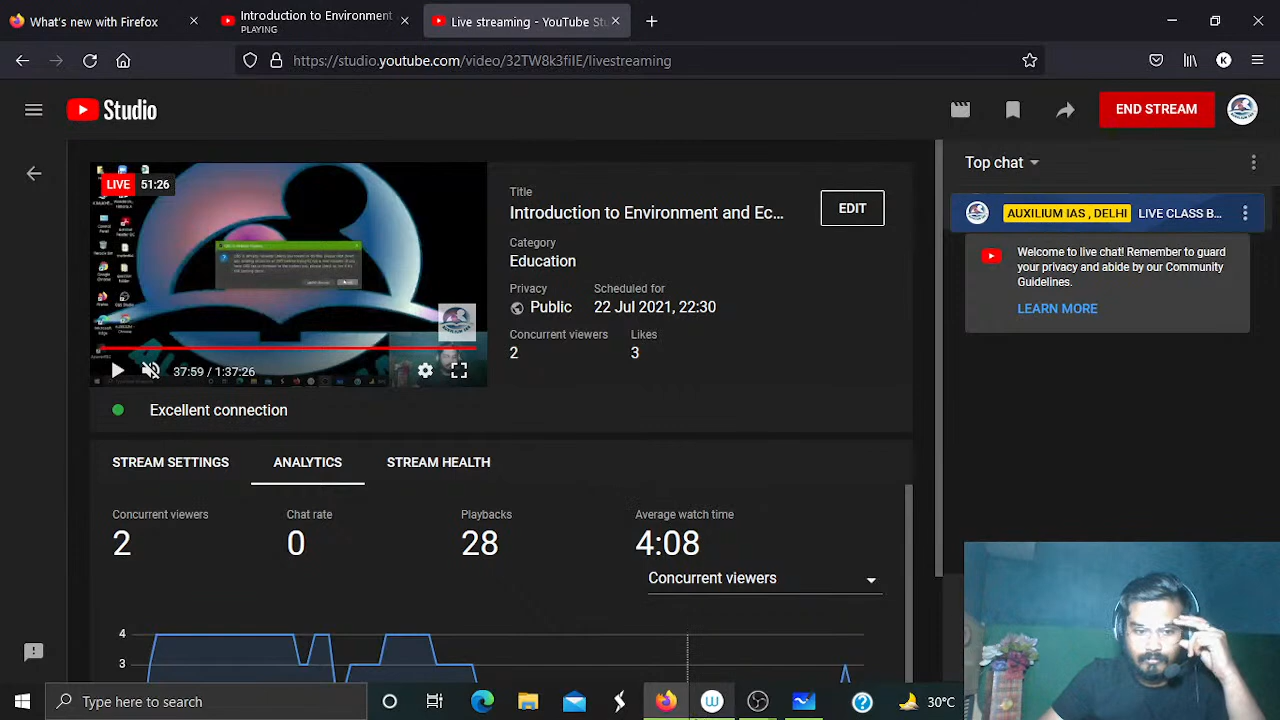 What's new with Firefox
Introduction to Environment
PLAYING
Live streaming - YouTube Stu
https://studio.youtube.com/video/32TW8k3fiIE/livestreaming
K
Studio
END STREAM
LIVE 51:26
37:59 / 1:37:26
Title
Introduction to Environment and Ec...
EDIT
Category
Education
Privacy
Public
Scheduled for
22 Jul 2021, 22:30
Concurrent viewers
2
Likes
3
Excellent connection
STREAM SETTINGS
ANALYTICS
STREAM HEALTH
Concurrent viewers
2
Chat rate
0
Playbacks
28
Average watch time
4:08
Concurrent viewers
4
3
Top chat
AUXILIUM IAS , DELHI LIVE CLASS B...
Welcome to live chat! Remember to guard
your privacy and abide by our Community
Guidelines.
LEARN MORE
Type here to search
30°C